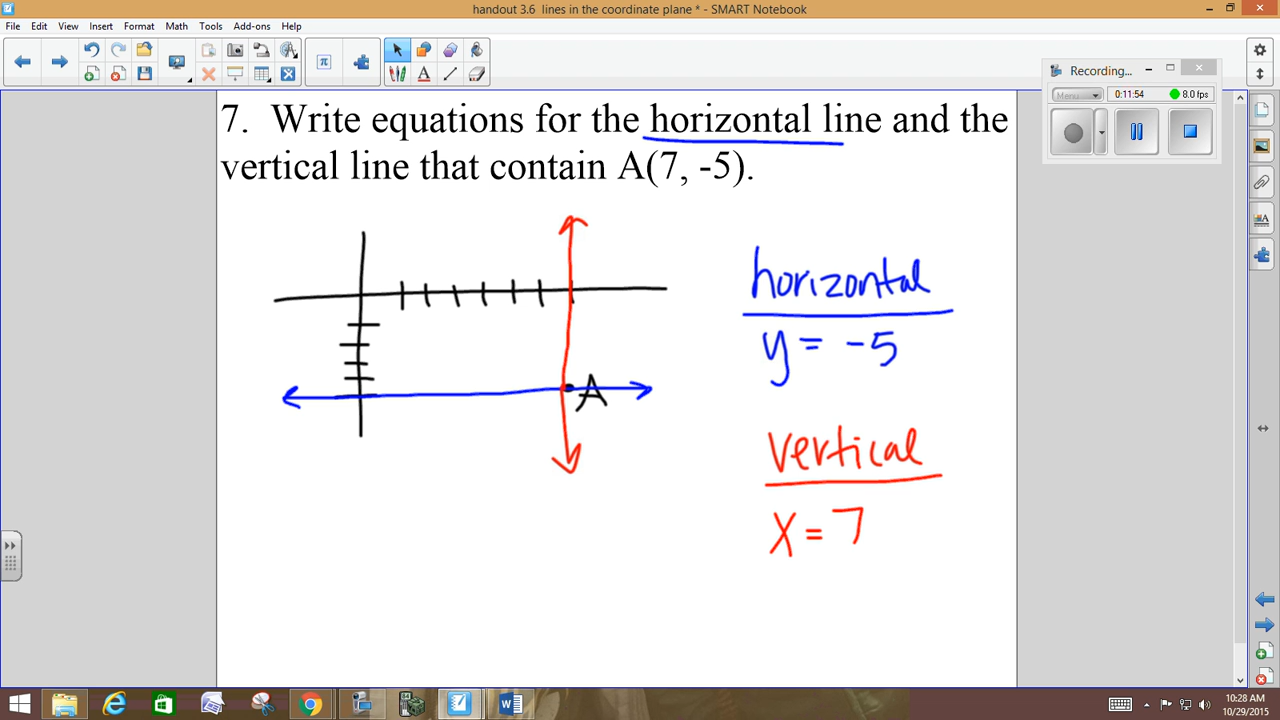 handout 3.6 lines in the coordinate plane * - SMART Notebook
File Edit View Insert Format Math Tools Add-ons Help
Recording...
Menu 0:11:54 8.0 fps
7. Write equations for the horizontal line and the
vertical line that contain A(7, -5).
horizontal
y = -5
A
vertical
x = 7
10:28 AM
10/29/2015